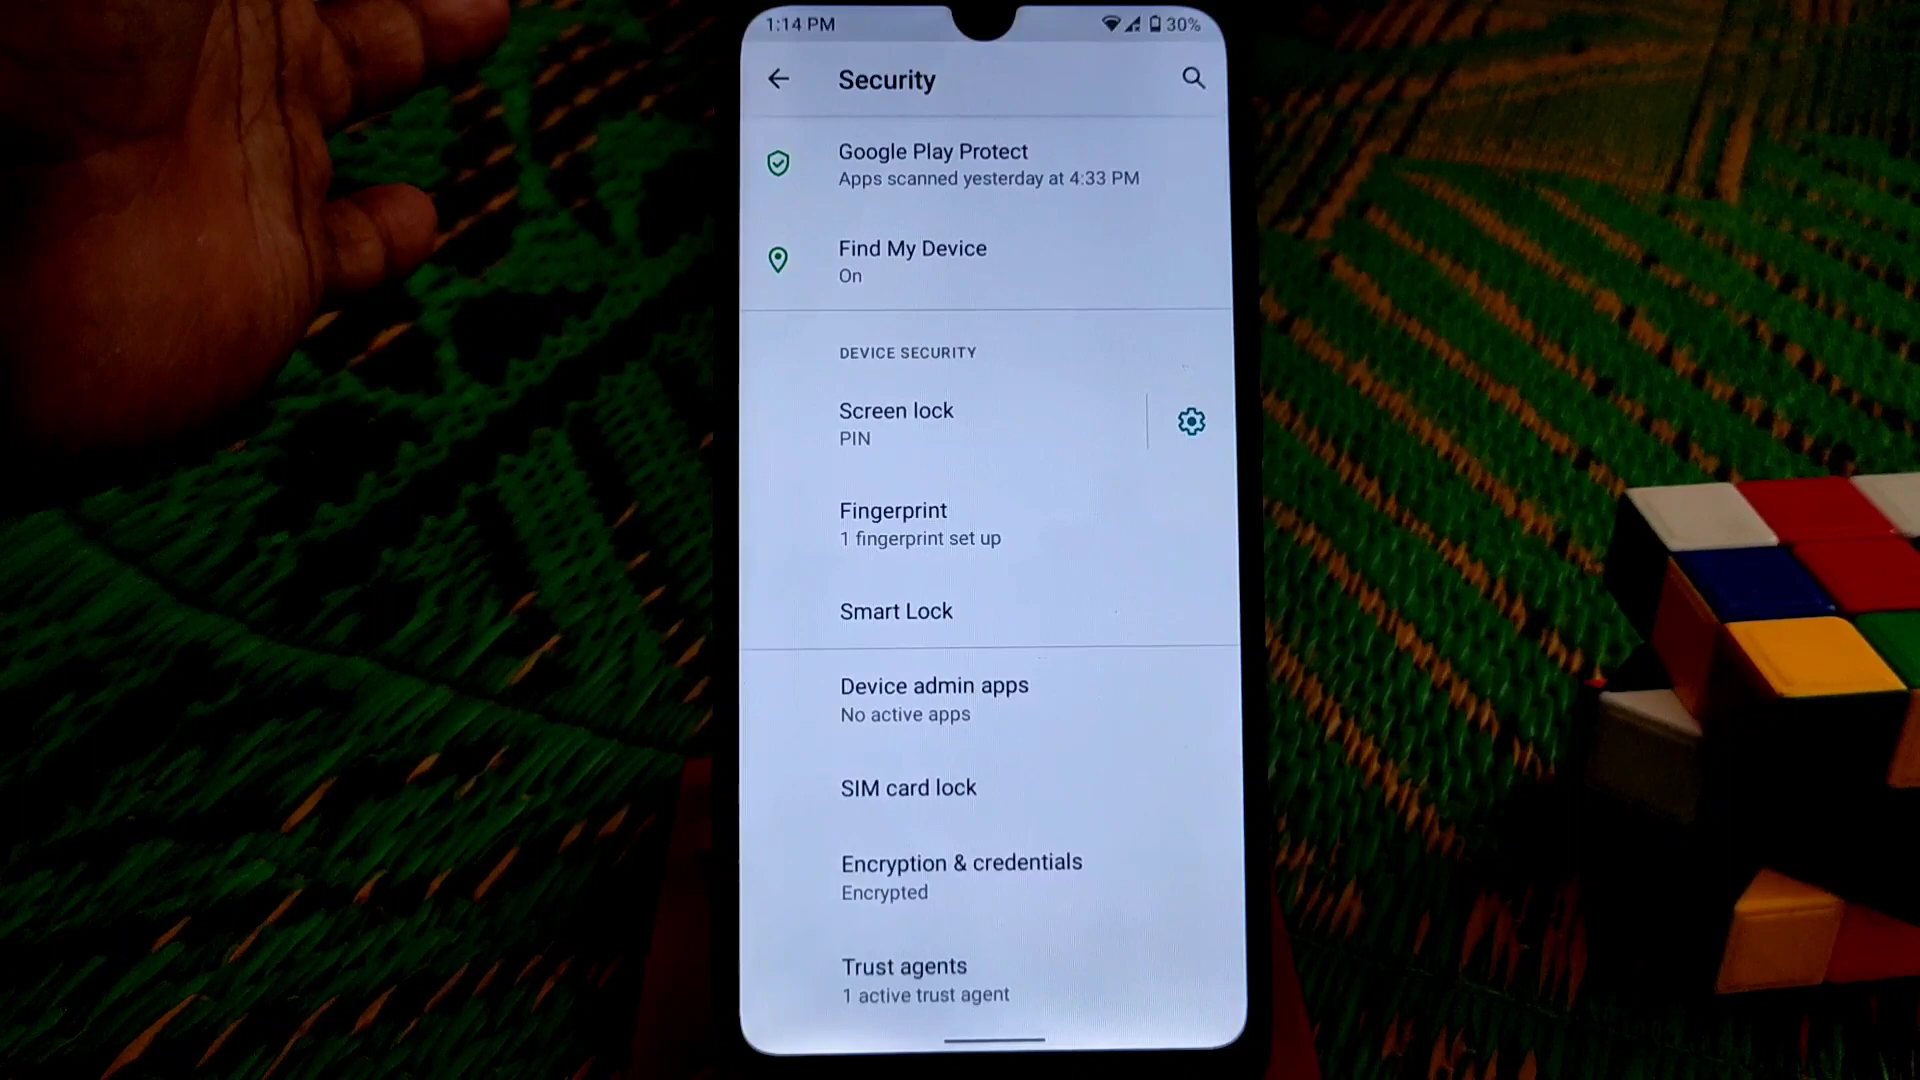 1:14 PM
30%
Security
Google Play Protect
Apps scanned yesterday at 4:33 PM
Find My Device
On
DEVICE SECURITY
Screen lock
PIN
Fingerprint
1 fingerprint set up
Smart Lock
Device admin apps
No active apps
SIM card lock
Encryption & credentials
Encrypted
Trust agents
1 active trust agent